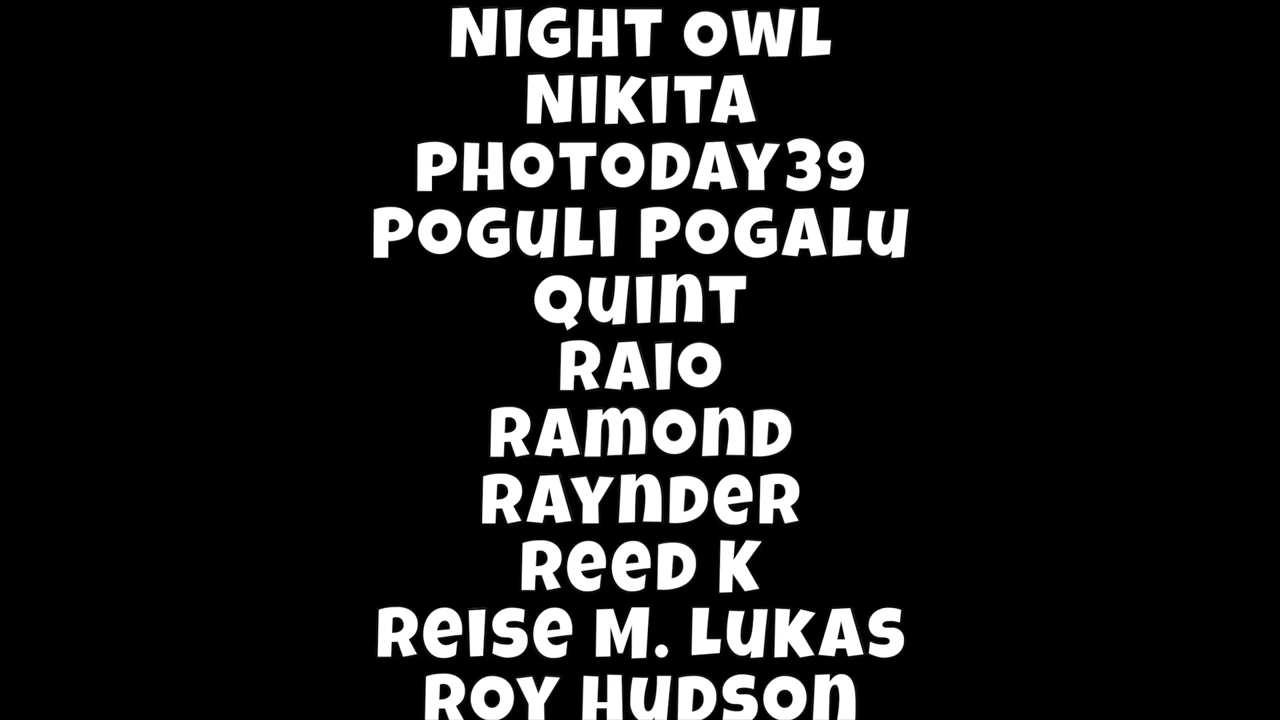 NIGHT OWL
NIKITA
PHOTODAY39
POGULI POGALU
QUINT
RAIO
RAMOND
RAYNDER
REED K
REISE M. LUKAS
ROY HUDSON